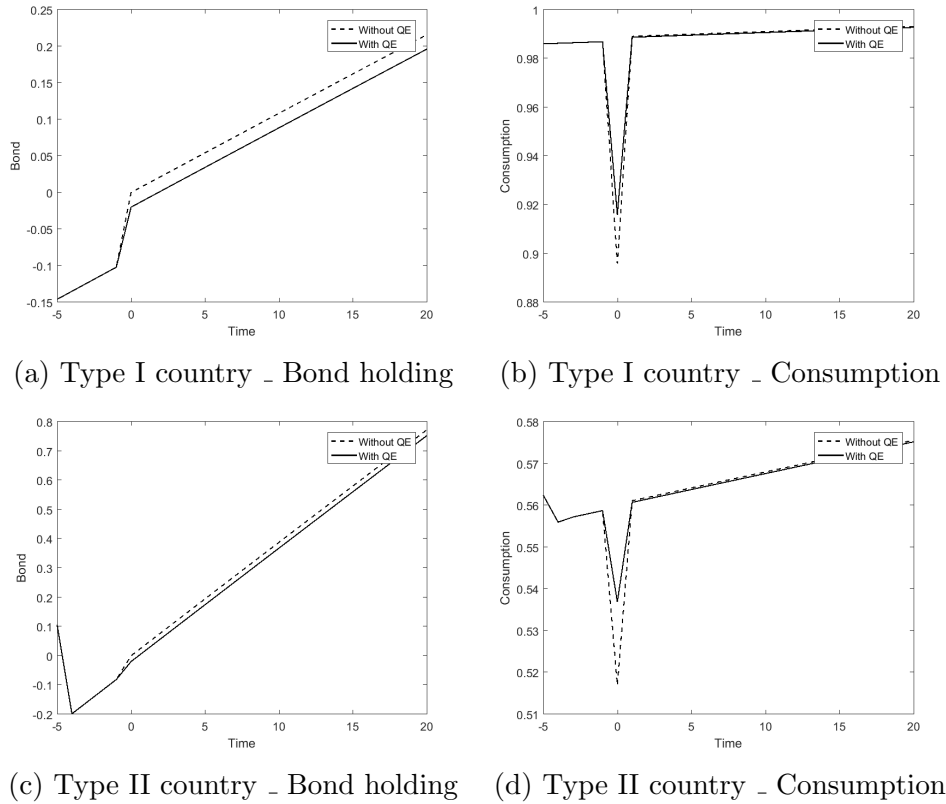 0.25
0.2
0.15
0.1
0.05
0
-0.05
-0.1
-0.15
-5
0
5
10
15
20
Bond
Time
Without QE
With QE
(a) Type I country _ Bond holding
1
0.98
0.96
0.94
0.92
0.9
0.88
-5
0
5
10
15
20
Consumption
Time
Without QE
With QE
(b) Type I country _ Consumption
0.8
0.7
0.6
0.5
0.4
0.3
0.2
0.1
0
-0.1
-0.2
-5
0
5
10
15
20
Bond
Time
Without QE
With QE
(c) Type II country _ Bond holding
0.58
0.57
0.56
0.55
0.54
0.53
0.52
0.51
-5
0
5
10
15
20
Consumption
Time
Without QE
With QE
(d) Type II country _ Consumption